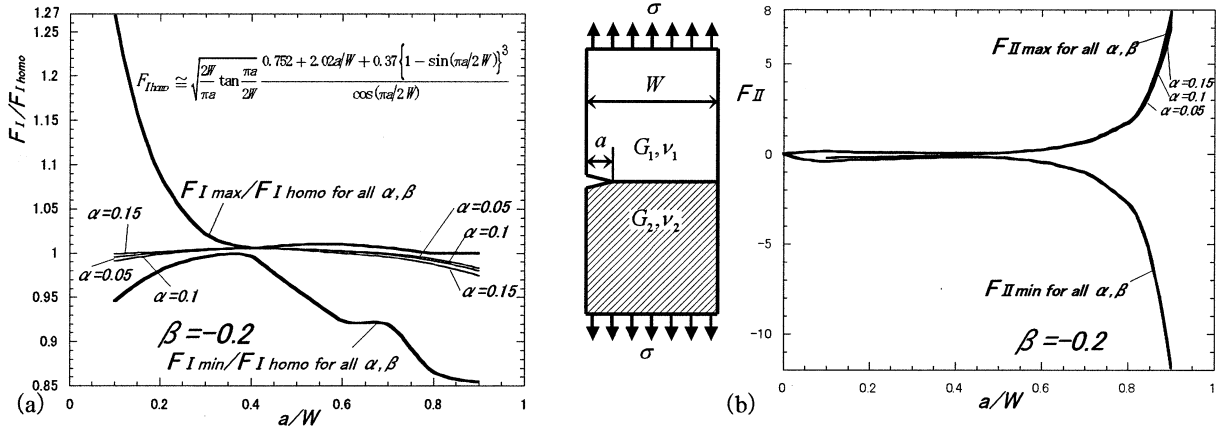 1.27
1.25
1.2
1.15
1.1
1.05
1
0.95
0.9
0.85
F_I/F_I homo
F_I homo ≅ √(2W/πa tan πa/2W) (0.752 + 2.02a/W + 0.37{1 − sin(πa/2W)}^3)/cos(πa/2W)
F_I max/F_I homo for all α,β
α=0.15
α=0.05
α=0.1
α=0.05
α=0.1
α=0.15
β=−0.2
F_I min/F_I homo for all α,β
(a)
0 0.2 0.4 0.6 0.8 1
a/W
σ
W
a
G₁,ν₁
G₂,ν₂
σ
8
5
0
−5
−10
F_II
F_II max for all α,β
α=0.15
α=0.1
α=0.05
F_II min for all α,β
β=−0.2
(b)
0 0.2 0.4 0.6 0.8 1
a/W